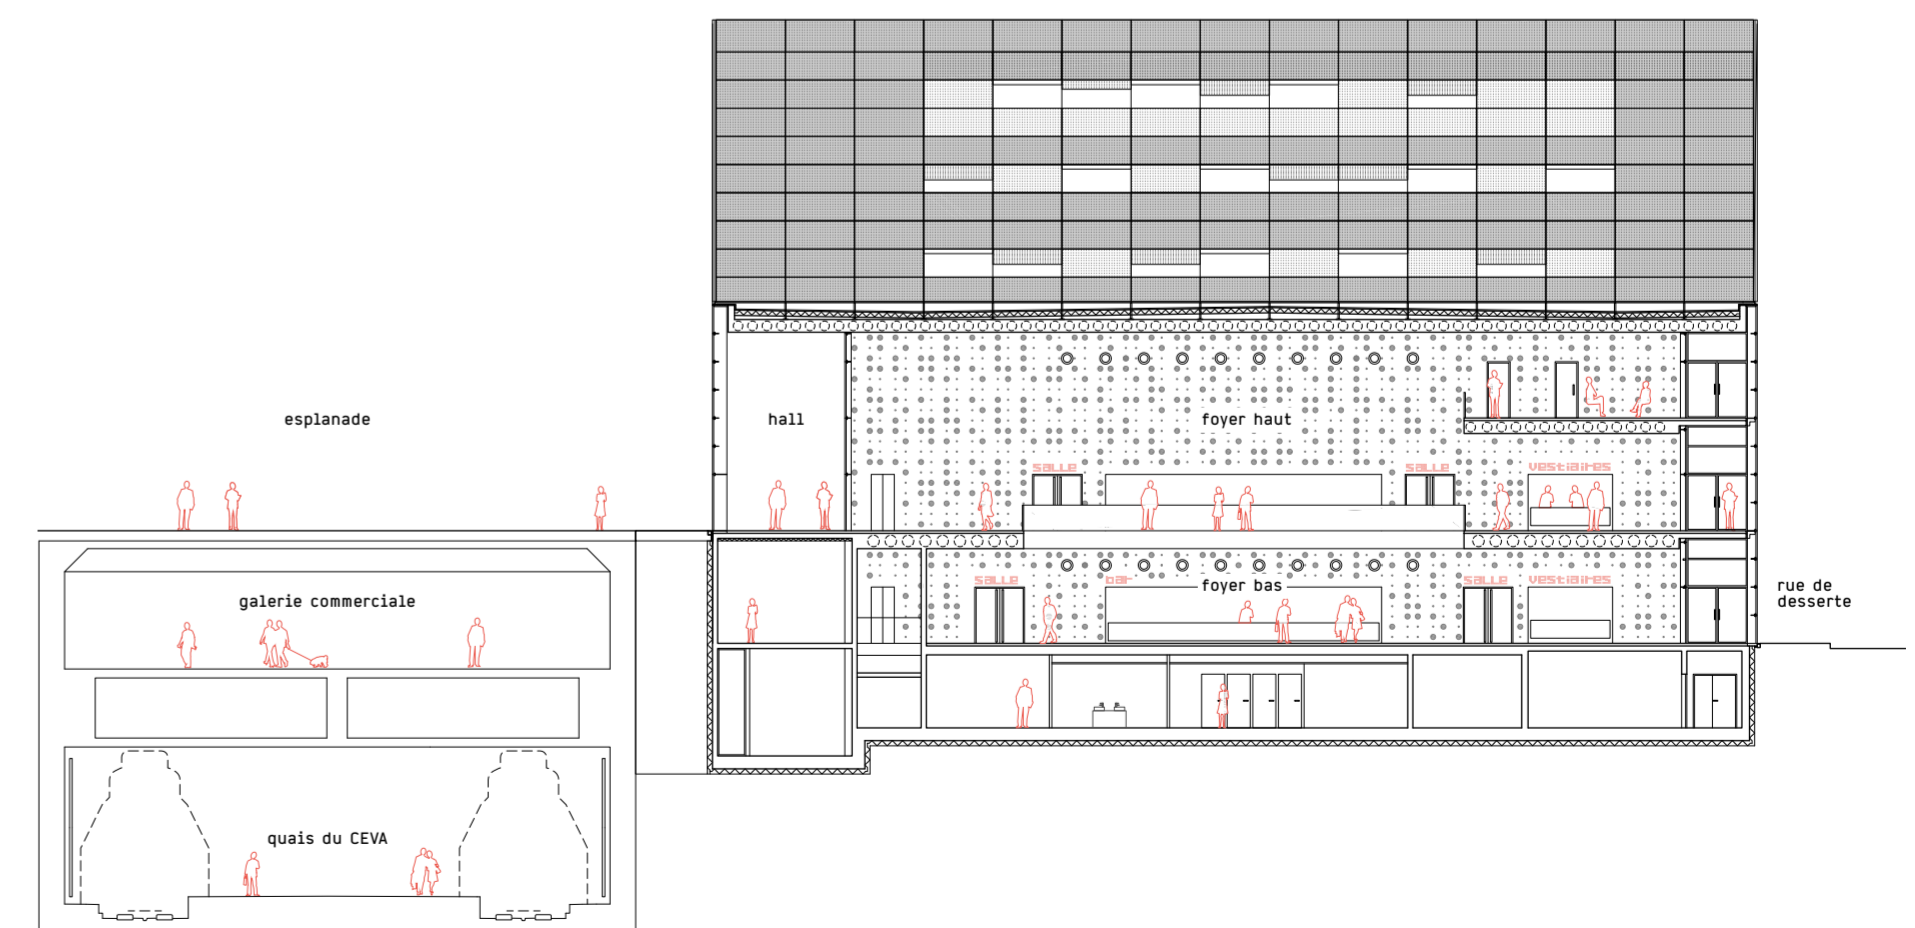 esplanade
hall
foyer haut
salle
salle
vestiaires
galerie commerciale
salle
bar
foyer bas
salle
vestiaires
rue de
desserte
quais du CEVA